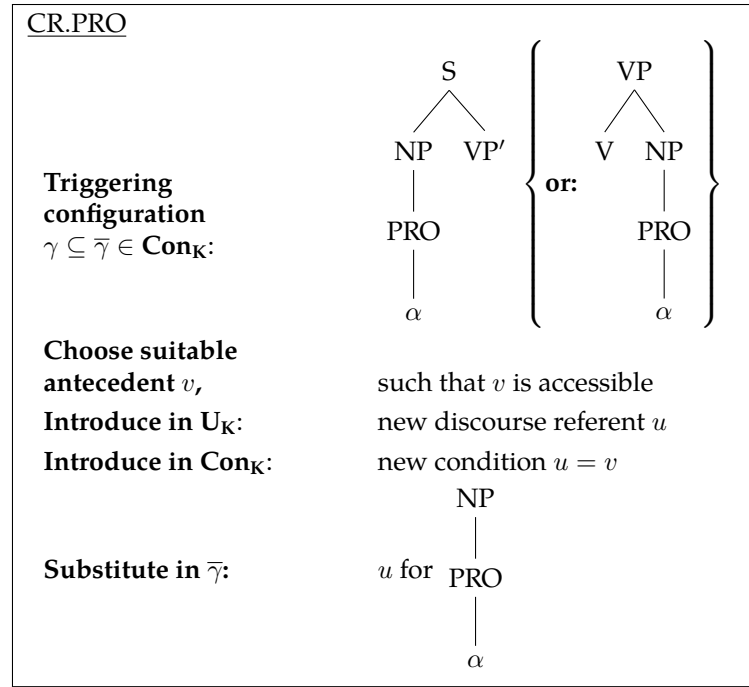 CR.PRO
S VP
NP VP′ or: V NP
Triggering
configuration PRO PRO
γ ⊆ γ̅ ∈ Con_K:
α α
Choose suitable
antecedent v, such that v is accessible
Introduce in U_K: new discourse referent u
Introduce in Con_K: new condition u = v
NP
Substitute in γ̅: u for PRO
α